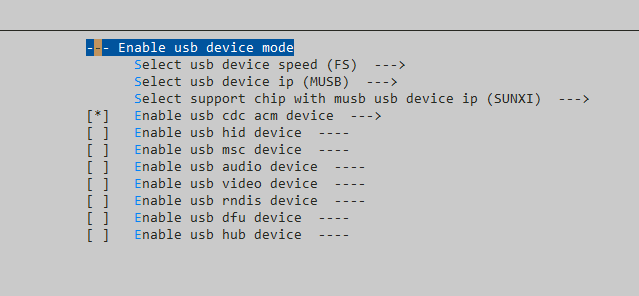 --- Enable usb device mode
Select usb device speed (FS)  --->
Select usb device ip (MUSB)  --->
Select support chip with musb usb device ip (SUNXI)  --->
[*]   Enable usb cdc acm device  --->
[ ]   Enable usb hid device  ----
[ ]   Enable usb msc device  ----
[ ]   Enable usb audio device  ----
[ ]   Enable usb video device  ----
[ ]   Enable usb rndis device  ----
[ ]   Enable usb dfu device  ----
[ ]   Enable usb hub device  ----